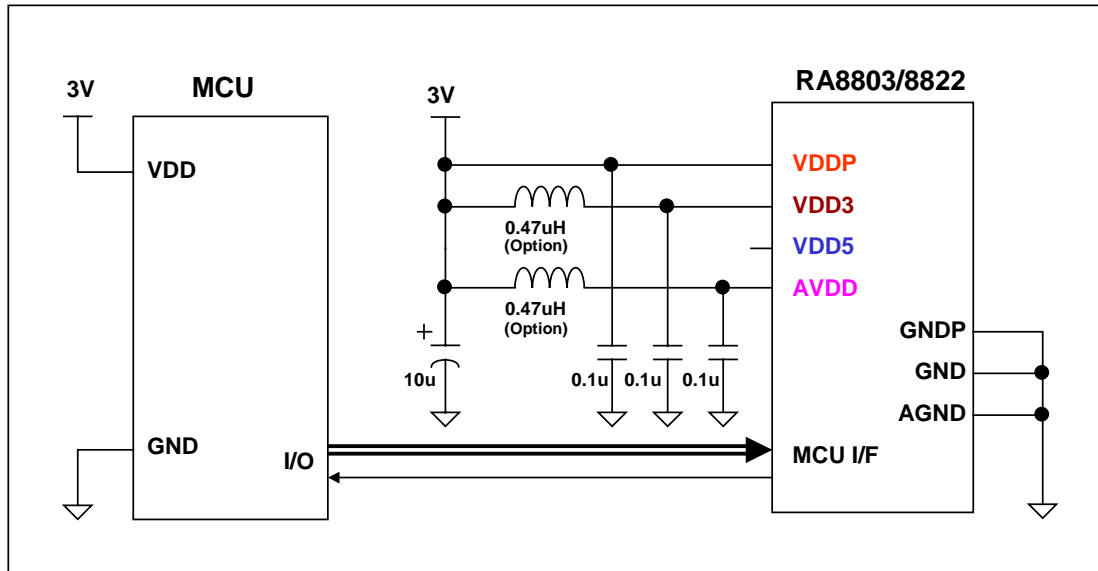 3V
MCU
VDD
GND
I/O
3V
0.47uH
(Option)
0.47uH
(Option)
+
10u
0.1u
0.1u
0.1u
RA8803/8822
VDDP
VDD3
VDD5
AVDD
GNDP
GND
AGND
MCU I/F